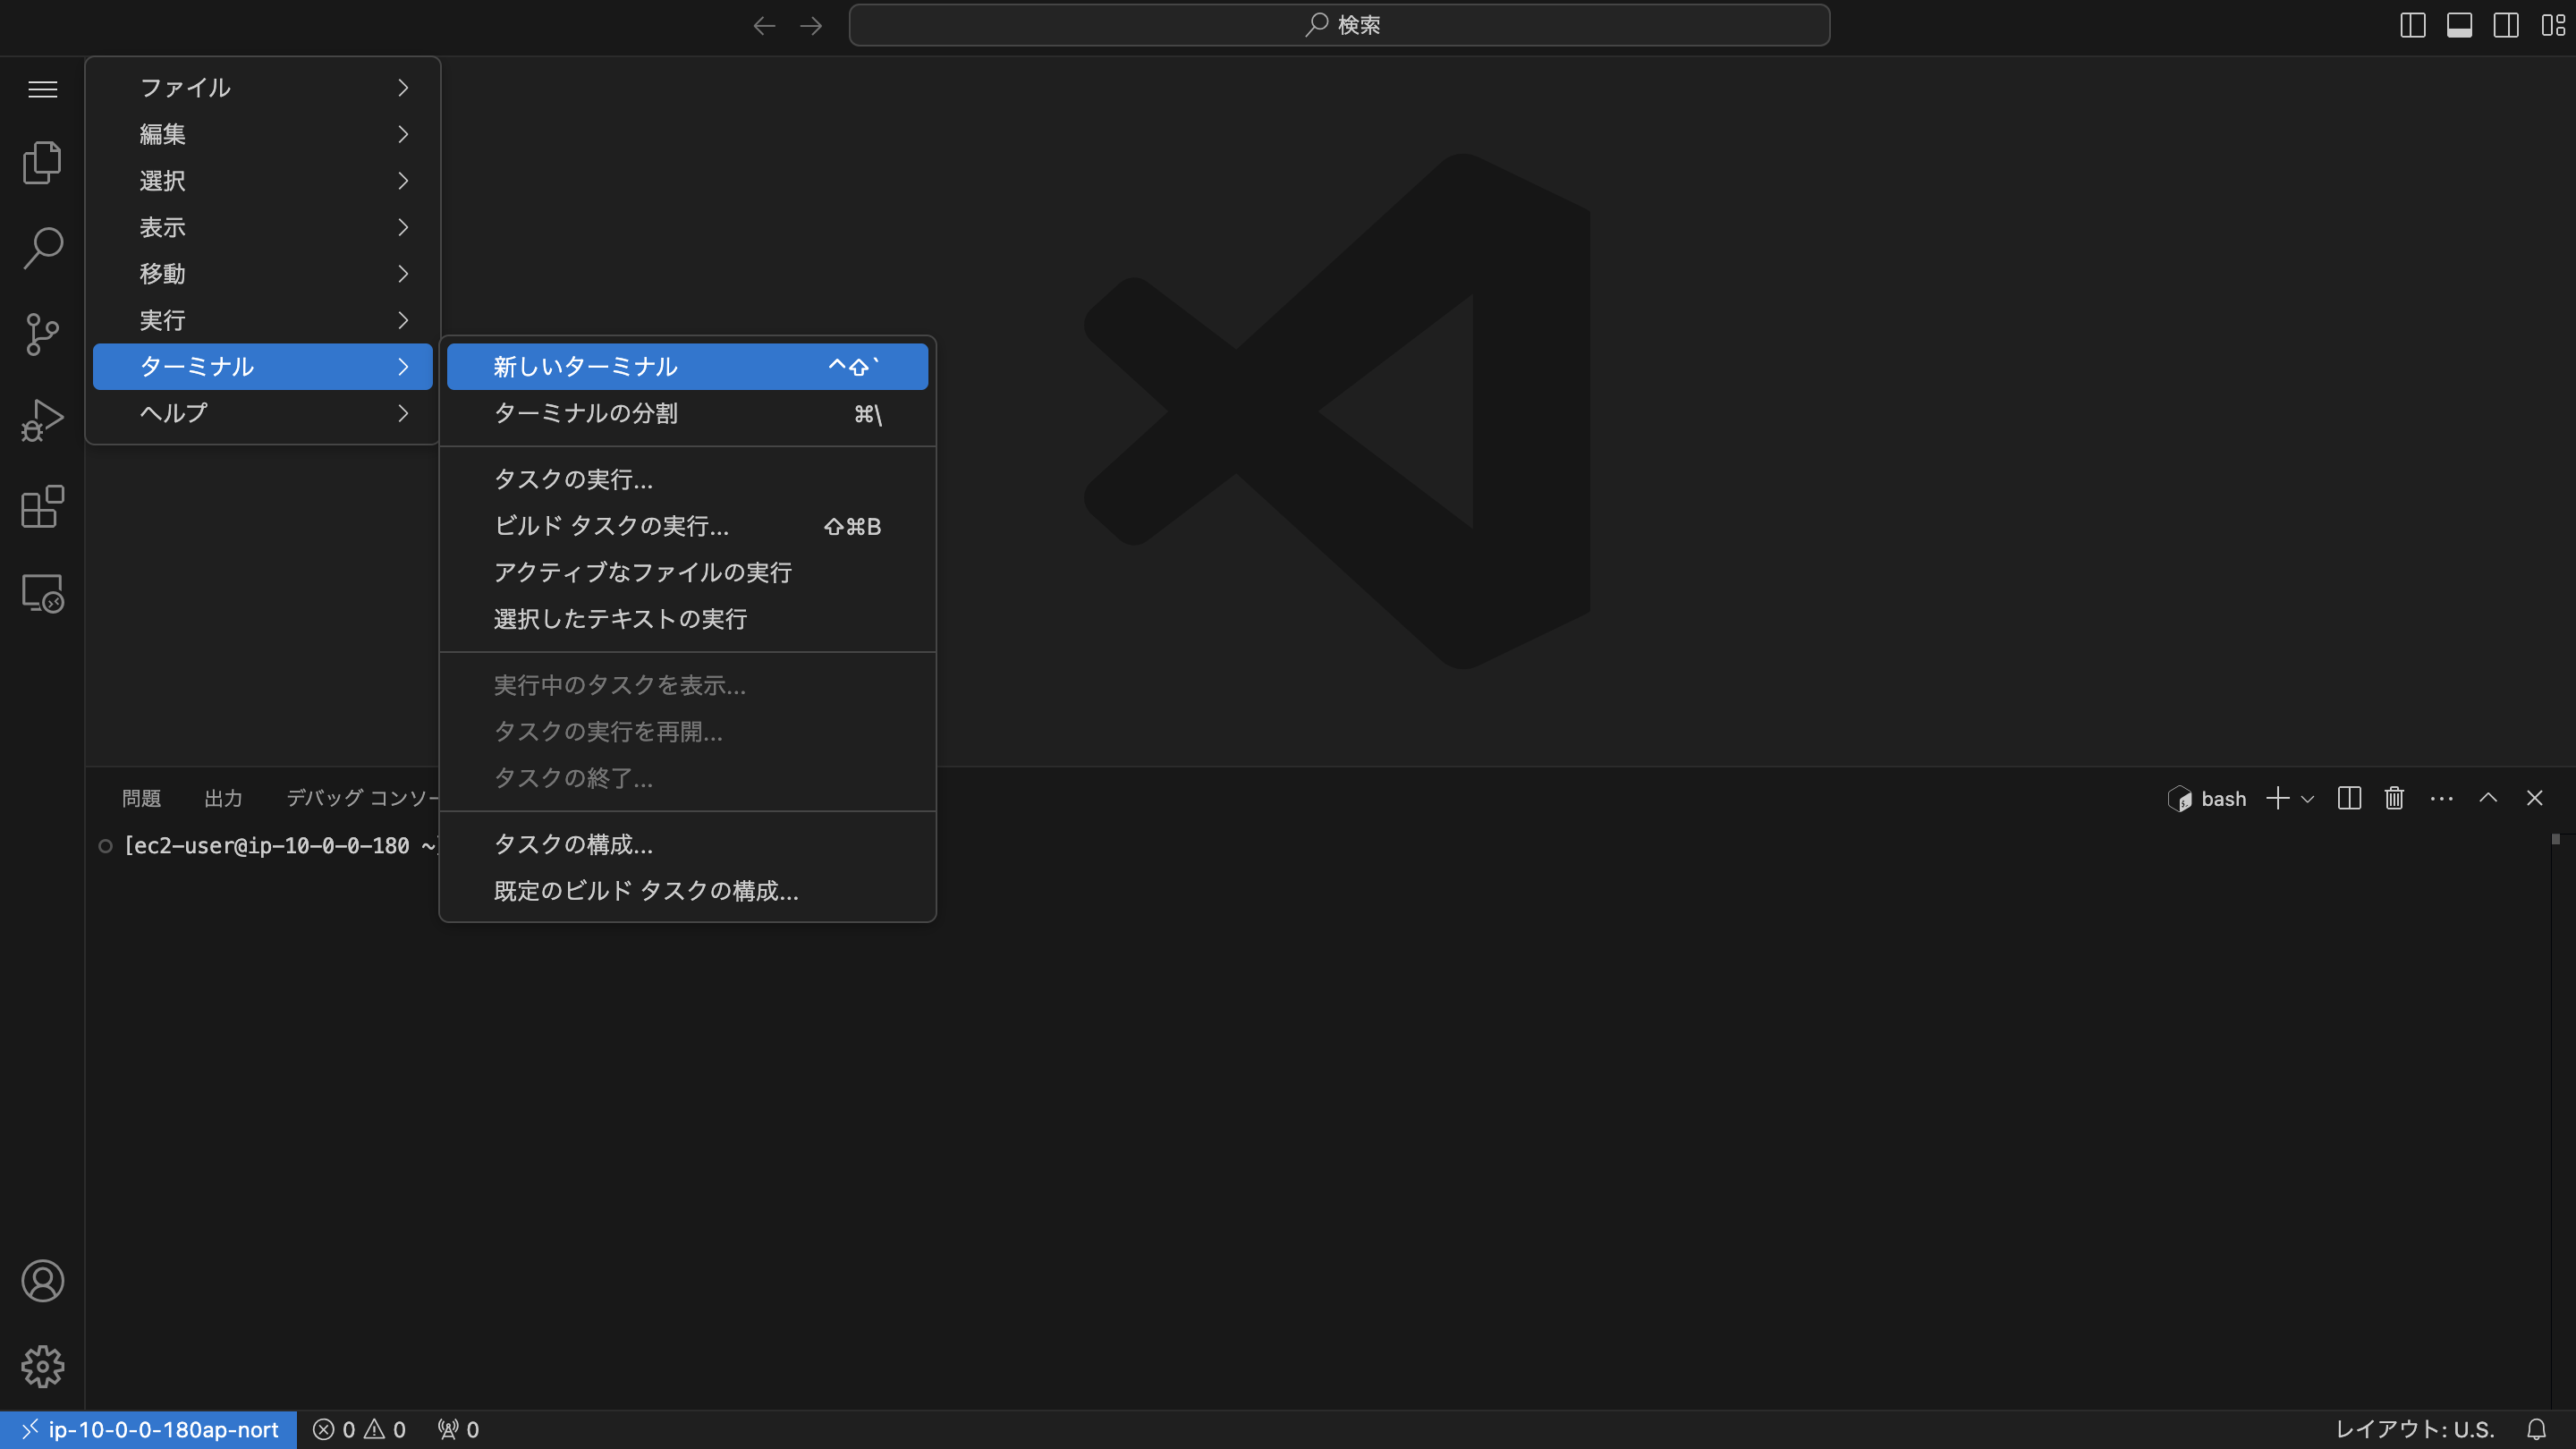 検索
ファイル
編集
選択
表示
移動
実行
ターミナル
ヘルプ
新しいターミナル ^⇧`
ターミナルの分割 ⌘\
タスクの実行...
ビルド タスクの実行... ⇧⌘B
アクティブなファイルの実行
選択したテキストの実行
実行中のタスクを表示...
タスクの実行を再開...
タスクの終了...
タスクの構成...
既定のビルド タスクの構成...
問題 出力 デバッグ コンソー bash
[ec2-user@ip-10-0-0-180 ~]
ip-10-0-0-180ap-nort 0 0 0 レイアウト: U.S.